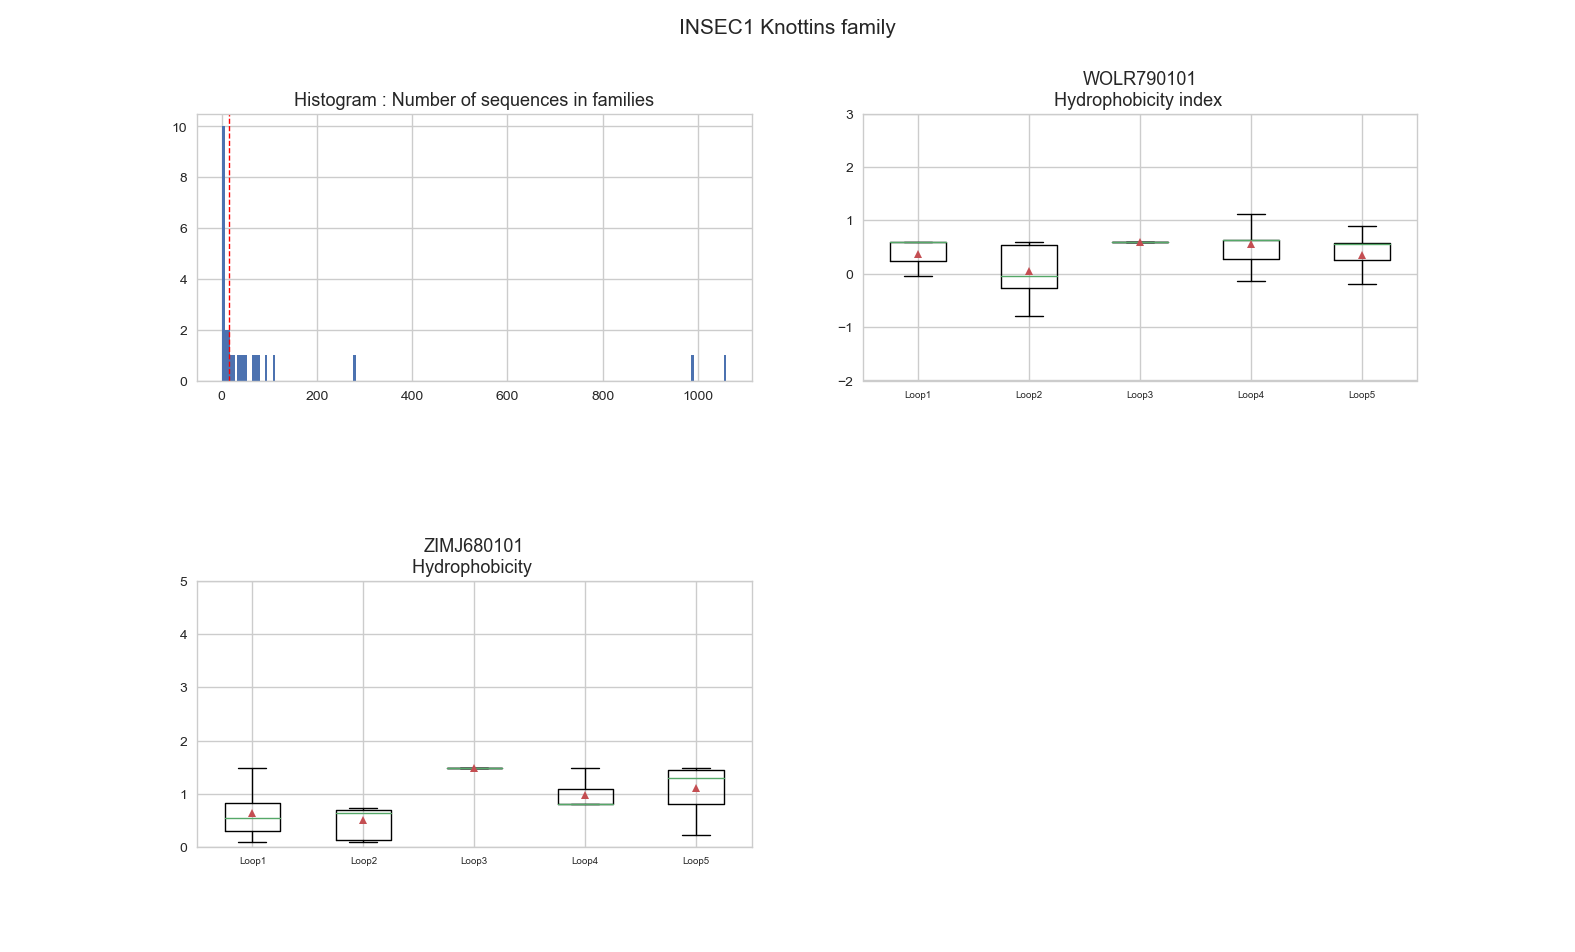 INSEC1 Knottins family
Histogram : Number of sequences in families
10
8
6
4
2
0
0 200 400 600 800 1000
WOLR790101
Hydrophobicity index
3
2
1
0
−1
−2
Loop1 Loop2 Loop3 Loop4 Loop5
ZIMJ680101
Hydrophobicity
5
4
3
2
1
0
Loop1 Loop2 Loop3 Loop4 Loop5